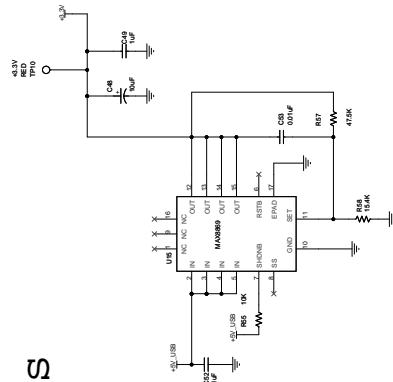 +3.3V
+3.3V
RED
TP10
C49
1uF
C48
+
10uF
C53
0.01uF
R57
47.5K
12
13
14
15
6
17
OUT
OUT
OUT
OUT
RSTB
EPAD
16
9
1
NC
NC
NC
U15
MAX8869
SET
GND
11
10
R58
15.4K
IN
IN
IN
IN
SHDNB
SS
2
3
4
5
7
8
+5V_USB
C52
+5V_USB
R55
10K
S